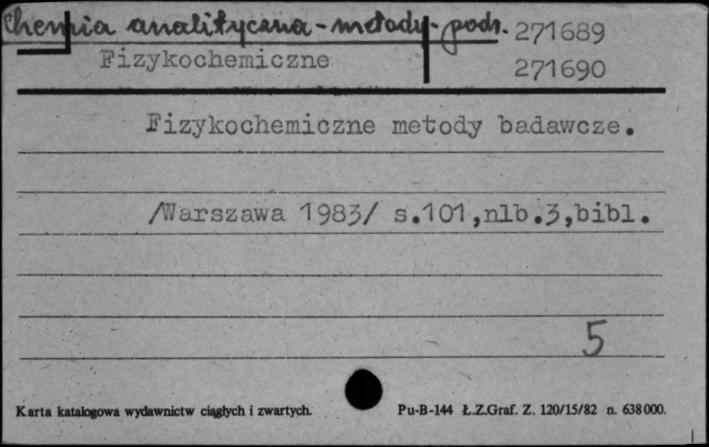 Chemia analityczna - metody - podr. 271689
Fizykochemiczne 271690
Fizykochemiczne metody badawcze.
/Warszawa 1983/ s.101,nlb.3,bibl.
5
Karta katalogowa wydawnictw ciągłych i zwartych. Pu-B-144 Ł.Z.Graf. Z. 120/15/82 n. 638000.